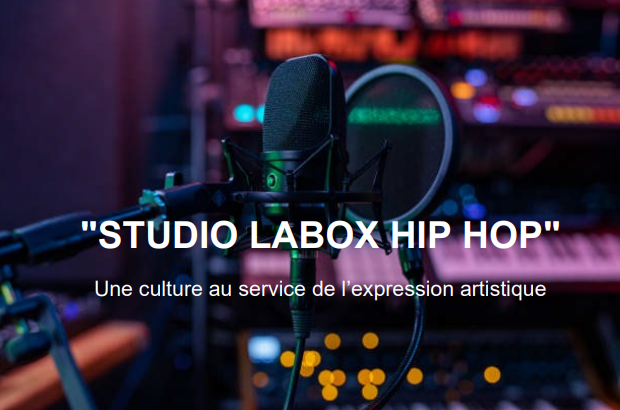 "STUDIO LABOX HIP HOP"
Une culture au service de l’expression artistique